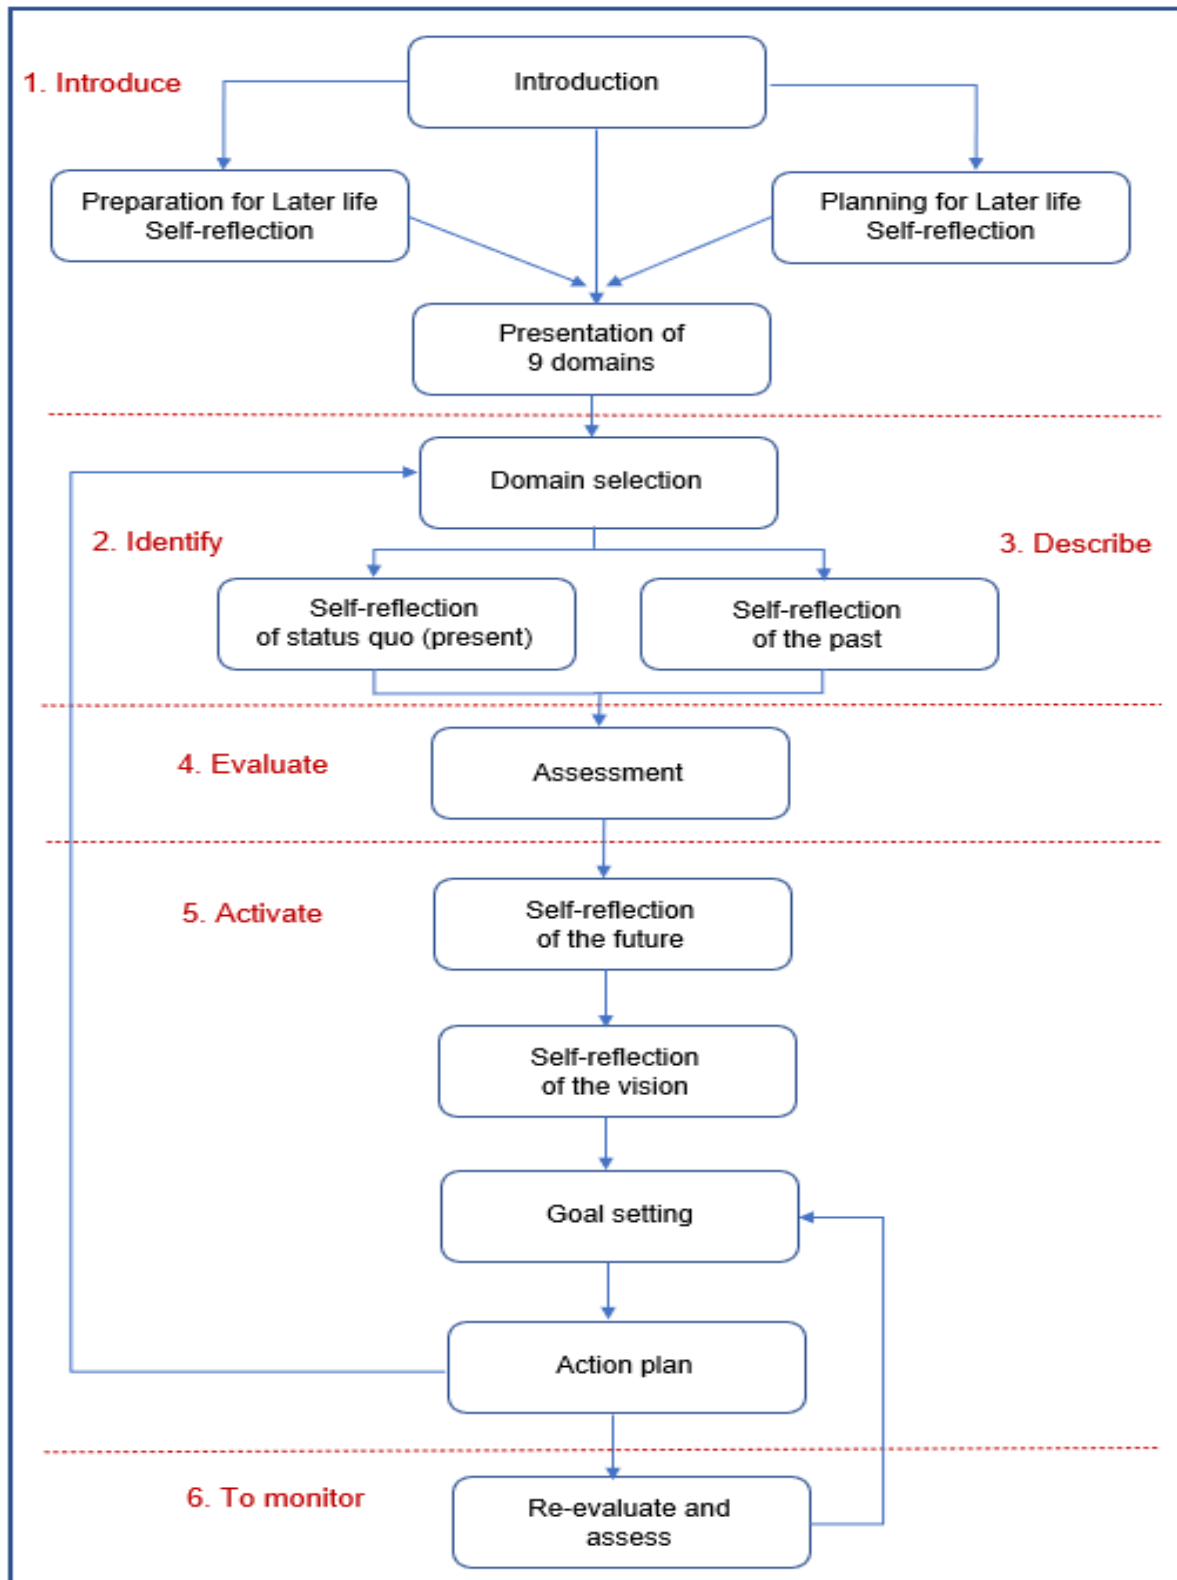 1. Introduce
Introduction
Preparation for Later life
Self-reflection
Planning for Later life
Self-reflection
Presentation of
9 domains
Domain selection
2. Identify
3. Describe
Self-reflection
of status quo (present)
Self-reflection
of the past
4. Evaluate
Assessment
5. Activate
Self-reflection
of the future
Self-reflection
of the vision
Goal setting
Action plan
6. To monitor
Re-evaluate and
assess